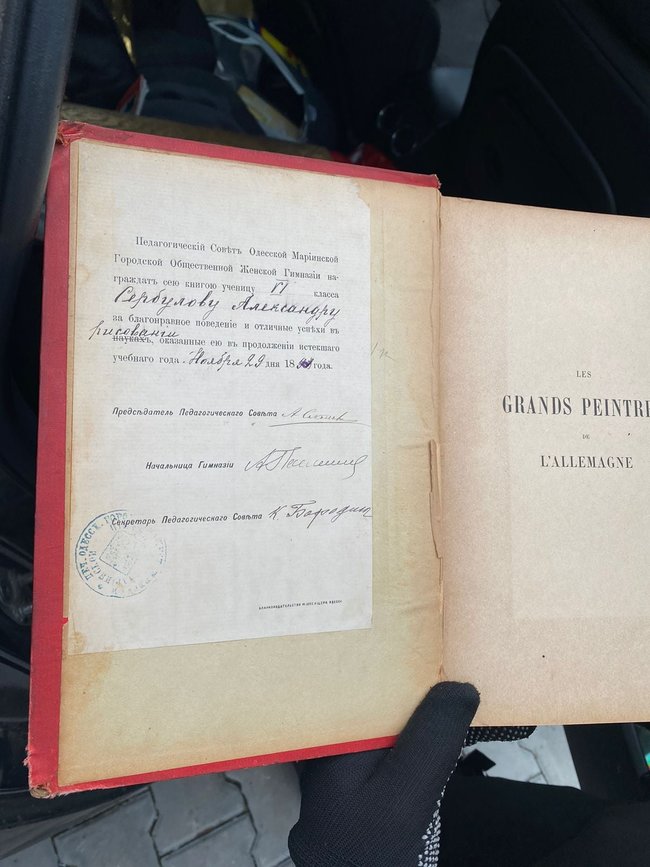 Педагогическій Совѣтъ Одесской Маріинской
Городской Общественной Женской Гимназіи на-
граждатъ сею книгою ученицу VI класса
Сербулову Александру
за благонравное поведеніе и отличные успѣхи въ
рисованіи
наукахъ, оказанные ею въ продолженіи истекшаго
учебнаго года. Ноября 29 дня 18 года.
Предсѣдатель Педагогическаго Совѣта
Начальница Гимназіи
Секретарь Педагогическаго Совѣта К Бородин
LES
GRANDS PEINTRE
DE
L'ALLEMAGNE